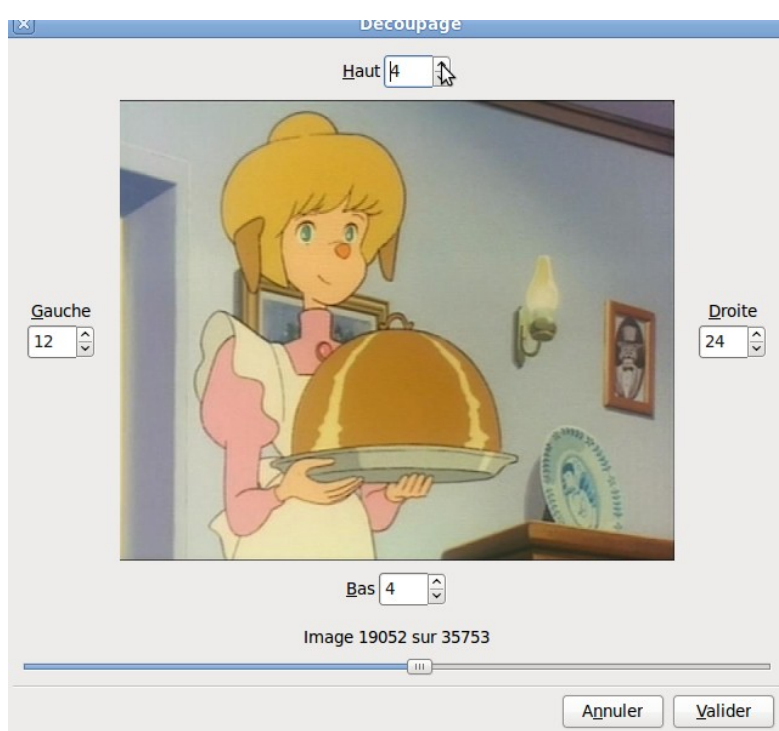 Découpage
Haut 4
Gauche
12
Droite
24
Bas 4
Image 19052 sur 35753
Annuler Valider